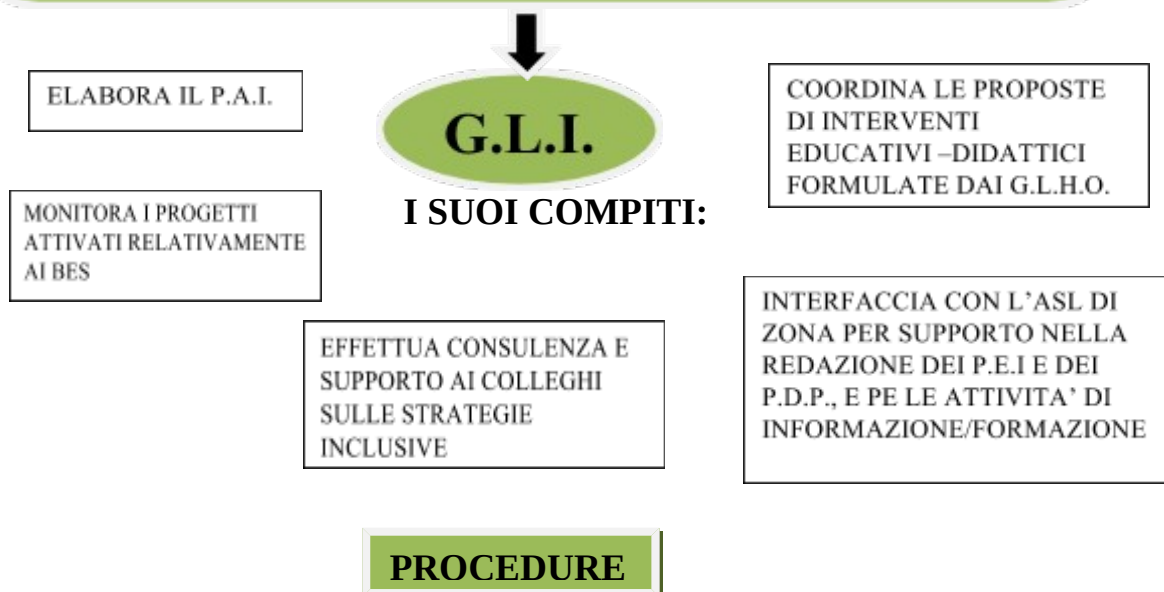 ELABORA IL P.A.I.
G.L.I.
COORDINA LE PROPOSTE
DI INTERVENTI
EDUCATIVI –DIDATTICI
FORMULATE DAI G.L.H.O.
I SUOI COMPITI:
MONITORA I PROGETTI
ATTIVATI RELATIVAMENTE
AI BES
INTERFACCIA CON L’ASL DI
ZONA PER SUPPORTO NELLA
REDAZIONE DEI P.E.I E DEI
P.D.P., E PE LE ATTIVITA’ DI
INFORMAZIONE/FORMAZIONE
EFFETTUA CONSULENZA E
SUPPORTO AI COLLEGHI
SULLE STRATEGIE
INCLUSIVE
PROCEDURE